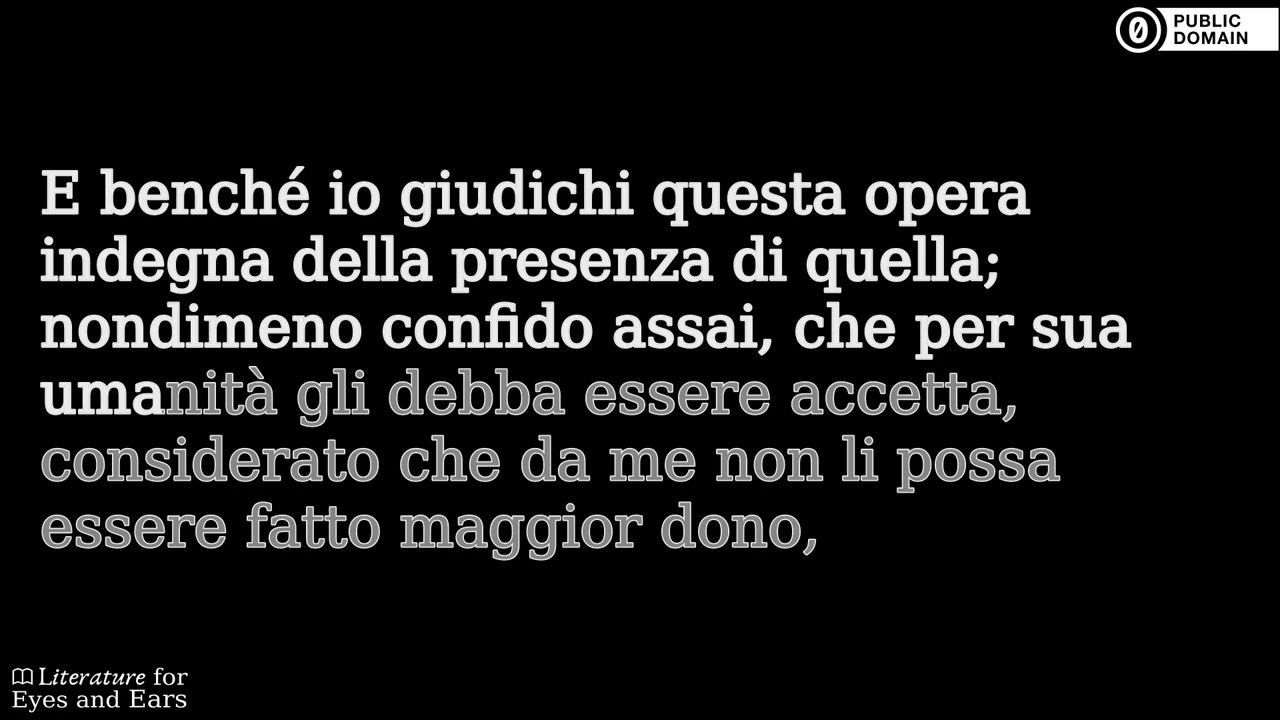 PUBLIC
DOMAIN
E benché io giudichi questa opera
indegna della presenza di quella;
nondimeno confido assai, che per sua
umanità gli debba essere accetta,
considerato che da me non li possa
essere fatto maggior dono,
Literature for
Eyes and Ears